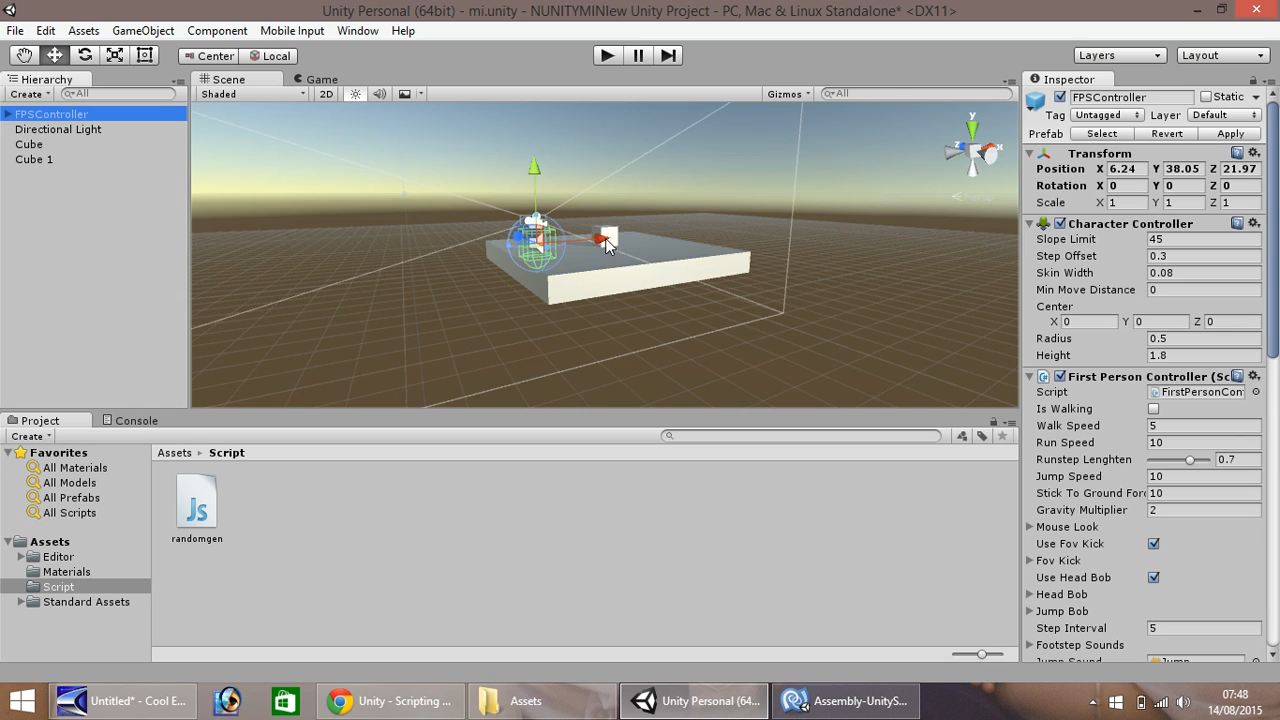 Unity Personal (64bit) - mi.unity - NUNITYMINIew Unity Project - PC, Mac & Linux Standalone* <DX11>
File Edit Assets GameObject Component Mobile Input Window Help
Center Local Layers Layout
Hierarchy Scene Game Inspector
Create All Shaded 2D Gizmos All FPSController Static
FPSController
Directional Light
Cube
Cube 1
y
z x
Persp
Tag Untagged Layer Default
Prefab Select Revert Apply
Transform
Position X 6.24 Y 38.05 Z 21.97
Rotation X 0 Y 0 Z 0
Scale X 1 Y 1 Z 1
Character Controller
Slope Limit 45
Step Offset 0.3
Skin Width 0.08
Min Move Distance 0
Center
X 0 Y 0 Z 0
Radius 0.5
Height 1.8
First Person Controller (Sc
Script FirstPersonCon
Is Walking
Walk Speed 5
Run Speed 10
Runstep Lenghten 0.7
Jump Speed 10
Stick To Ground Forc 10
Gravity Multiplier 2
Mouse Look
Use Fov Kick
Fov Kick
Use Head Bob
Head Bob
Jump Bob
Step Interval 5
Footstep Sounds
Jump Sound Jump
Project Console
Create
Favorites
All Materials
All Models
All Prefabs
All Scripts
Assets
Editor
Materials
Script
Standard Assets
Assets Script
Js
randomgen
Untitled* - Cool E... Unity - Scripting ... Assets Unity Personal (64... Assembly-UnityS...
07:48
14/08/2015